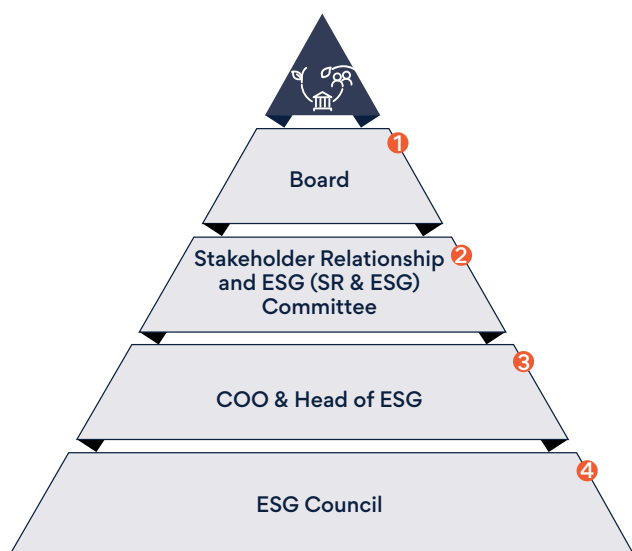 1
Board
2
Stakeholder Relationship
and ESG (SR & ESG)
Committee
3
COO & Head of ESG
4
ESG Council